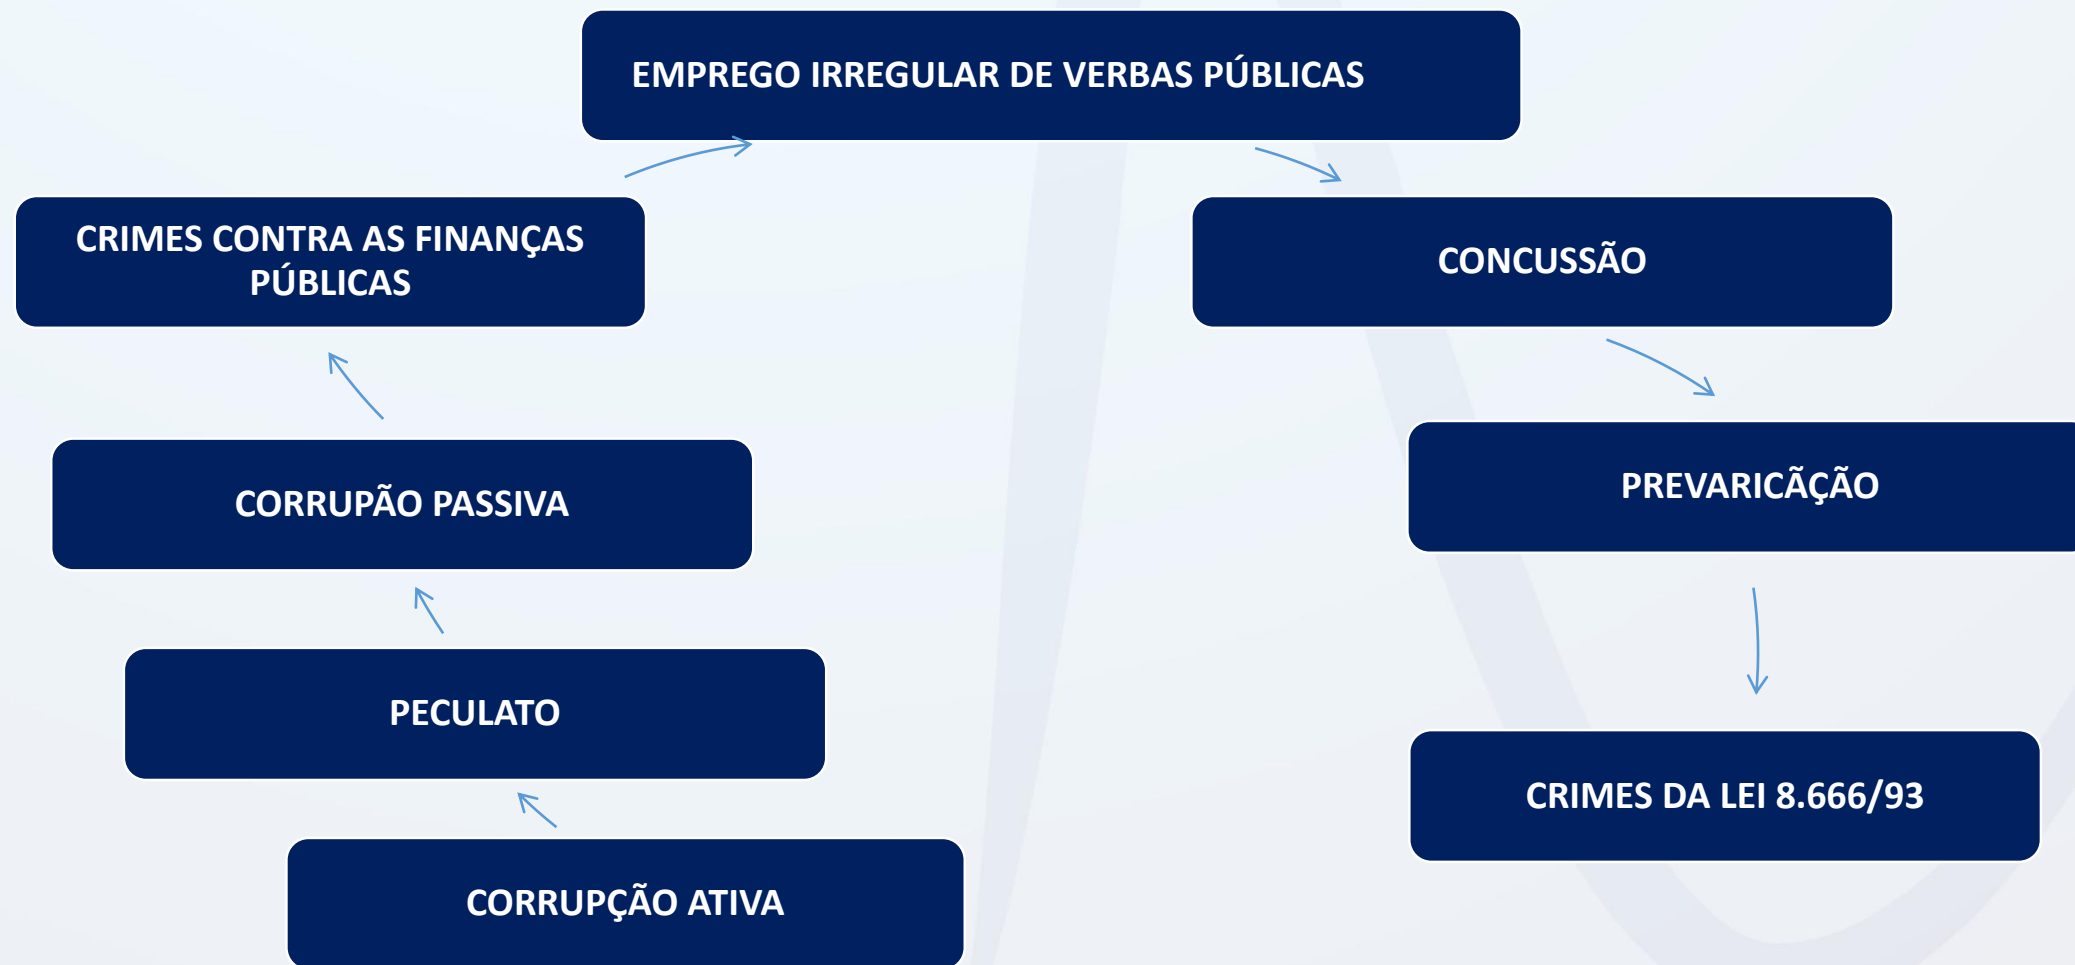 EMPREGO IRREGULAR DE VERBAS PÚBLICAS
CRIMES CONTRA AS FINANÇAS
PÚBLICAS
CONCUSSÃO
CORRUPÃO PASSIVA
PREVARICÃÇÃO
PECULATO
CRIMES DA LEI 8.666/93
CORRUPÇÃO ATIVA